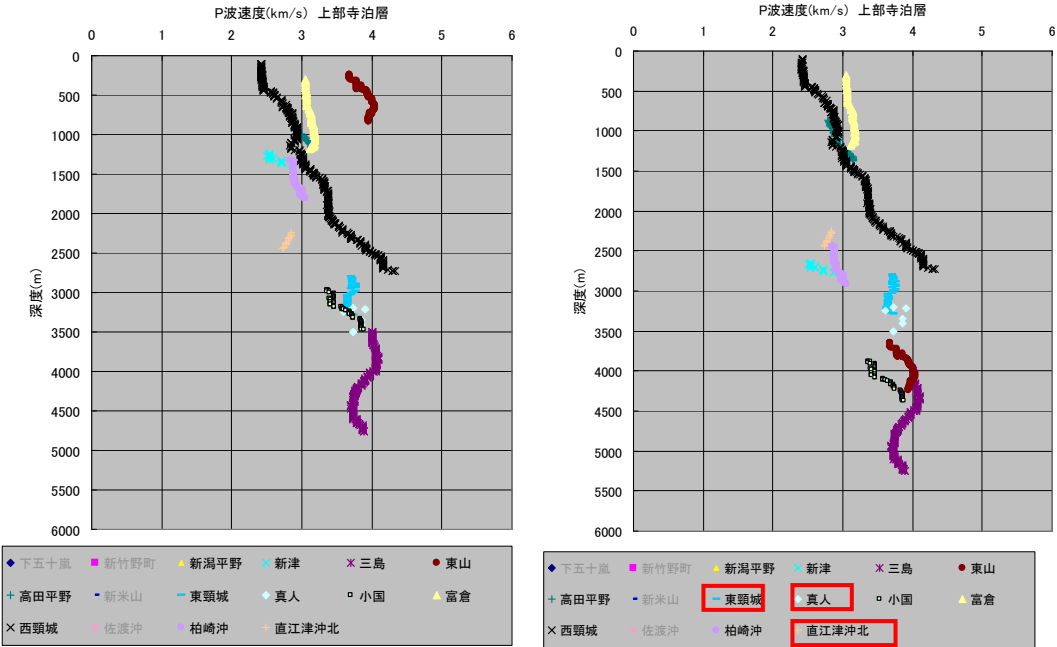 P波速度(km/s) 上部寺泊層
0 1 2 3 4 5 6
0
500
1000
1500
2000
2500
3000
3500
4000
4500
5000
5500
6000
深度(m)
下五十嵐 新竹野町 新潟平野 新津 三島 東山
高田平野 新米山 東頸城 真人 小国 富倉
西頸城 佐渡沖 柏崎沖 直江津沖北
P波速度(km/s) 上部寺泊層
0 1 2 3 4 5 6
0
500
1000
1500
2000
2500
3000
3500
4000
4500
5000
5500
6000
深度(m)
下五十嵐 新竹野町 新潟平野 新津 三島 東山
高田平野 新米山 東頸城 真人 小国 富倉
西頸城 佐渡沖 柏崎沖 直江津沖北